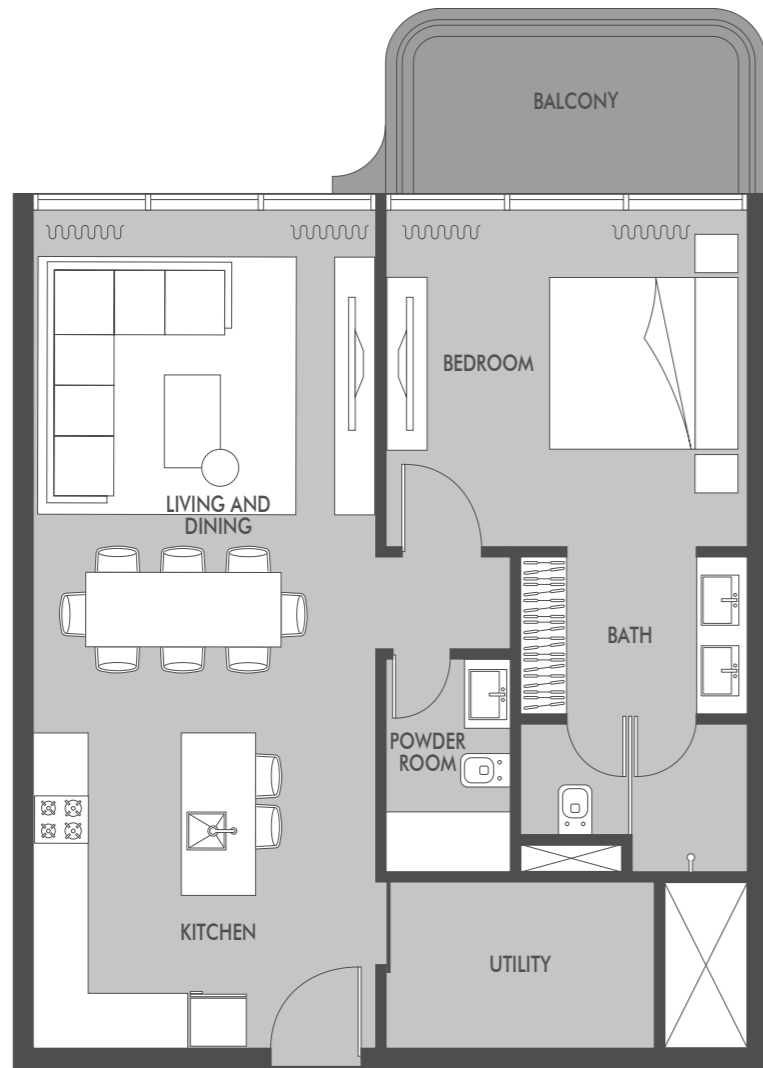 BALCONY
BEDROOM
LIVING AND
DINING
BATH
POWDER
ROOM
KITCHEN
UTILITY